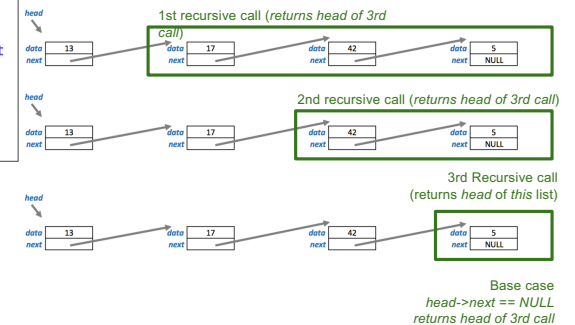 t
head
1st recursive call (returns head of 3rd
call)
data 13 data 17 data 42 data 5
next next next next NULL
head
2nd recursive call (returns head of 3rd call)
data 13 data 17 data 42 data 5
next next next next NULL
3rd Recursive call
(returns head of this list)
head
data 13 data 17 data 42 data 5
next next next next NULL
Base case
head->next == NULL
returns head of 3rd call